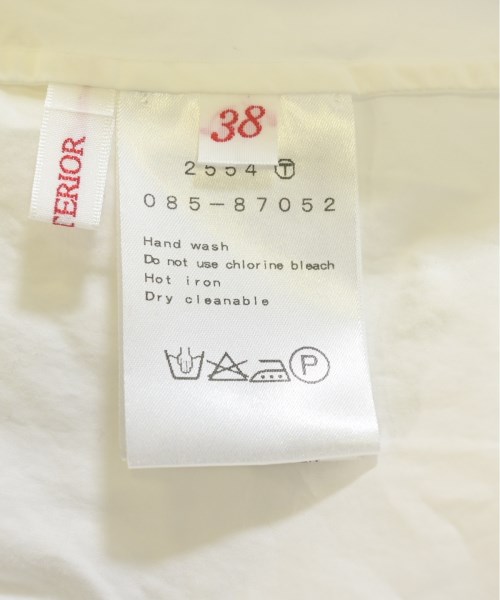 38
TERIOR
2554 T
085-87052
Hand wash
Do not use chlorine bleach
Hot iron
Dry cleanable
P